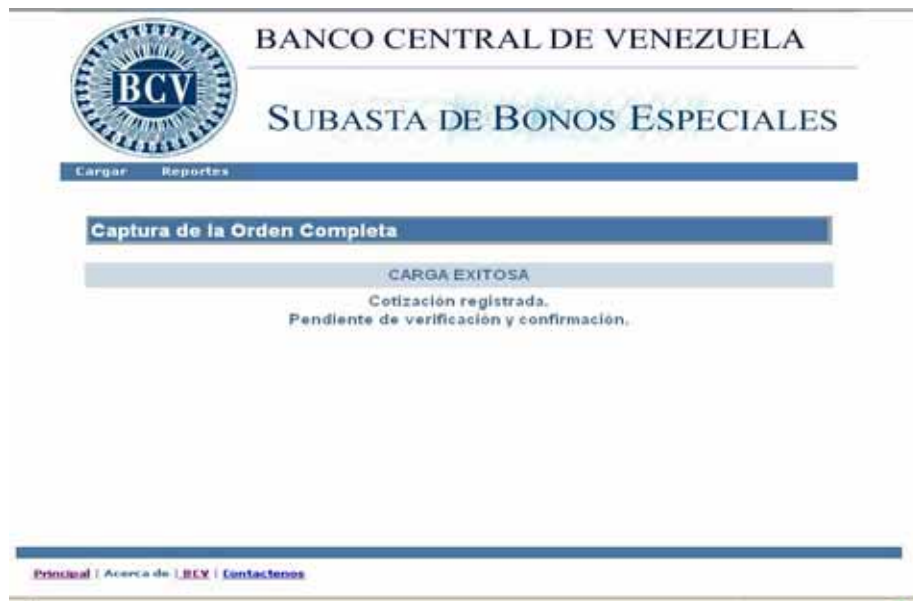 BANCO CENTRAL DE VENEZUELA
BCV
SUBASTA DE BONOS ESPECIALES
Cargar Reportes
Captura de la Orden Completa
CARGA EXITOSA
Cotización registrada.
Pendiente de verificación y confirmación.
Principal | Acerca de | BCV | Contactenos